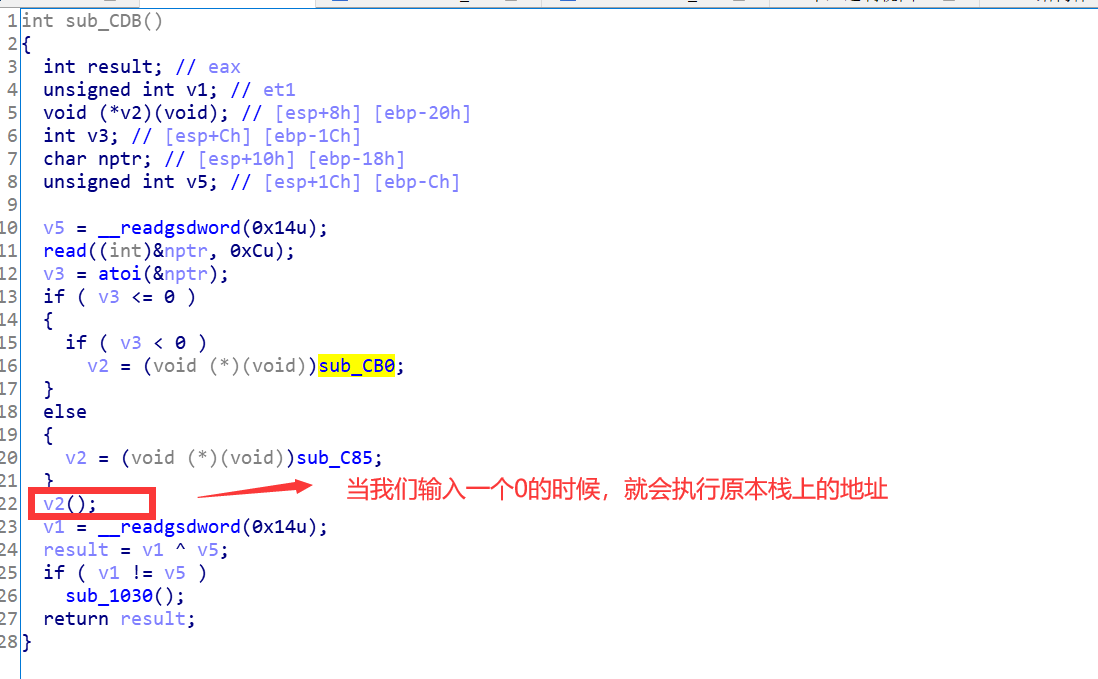 1 int sub_CDB()
2 {
3 int result; // eax
4 unsigned int v1; // et1
5 void (*v2)(void); // [esp+8h] [ebp-20h]
6 int v3; // [esp+Ch] [ebp-1Ch]
7 char nptr; // [esp+10h] [ebp-18h]
8 unsigned int v5; // [esp+1Ch] [ebp-Ch]
9
10 v5 = __readgsdword(0x14u);
11 read((int)&nptr, 0xCu);
12 v3 = atoi(&nptr);
13 if ( v3 <= 0 )
14 {
15 if ( v3 < 0 )
16 v2 = (void (*)(void))sub_CB0;
17 }
18 else
19 {
20 v2 = (void (*)(void))sub_C85;
21 }
当我们输入一个0的时候，就会执行原本栈上的地址
22 v2();
23 v1 = __readgsdword(0x14u);
24 result = v1 ^ v5;
25 if ( v1 != v5 )
26 sub_1030();
27 return result;
28 }